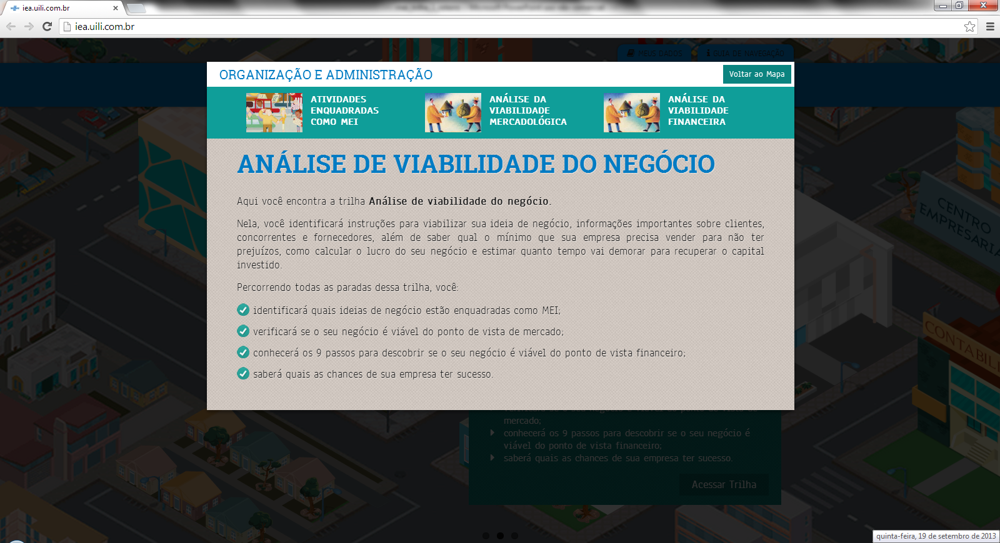 iea.uili.com.br
iea.uili.com.br
MEUS DADOS
GUIA DE NAVEGAÇÃO
ORGANIZAÇÃO E ADMINISTRAÇÃO
Voltar ao Mapa
ATIVIDADES
ENQUADRADAS
COMO MEI
ANÁLISE DA
VIABILIDADE
MERCADOLÓGICA
ANÁLISE DA
VIABILIDADE
FINANCEIRA
ANÁLISE DE VIABILIDADE DO NEGÓCIO
Aqui você encontra a trilha Análise de viabilidade do negócio.
Nela, você identificará instruções para viabilizar sua ideia de negócio, informações importantes sobre clientes,
concorrentes e fornecedores, além de saber qual o mínimo que sua empresa precisa vender para não ter
prejuízos, como calcular o lucro do seu negócio e estimar quanto tempo vai demorar para recuperar o capital
investido.
Percorrendo todas as paradas dessa trilha, você:
identificará quais ideias de negócio estão enquadradas como MEI;
verificará se o seu negócio é viável do ponto de vista de mercado;
conhecerá os 9 passos para descobrir se o seu negócio é viável do ponto de vista financeiro;
saberá quais as chances de sua empresa ter sucesso.
CENTRO
EMPRESARIA
CONTABILI
mercado;
conhecerá os 9 passos para descobrir se o seu negócio é
viável do ponto de vista financeiro;
saberá quais as chances de sua empresa ter sucesso.
Acessar Trilha
quinta-feira, 19 de setembro de 2013